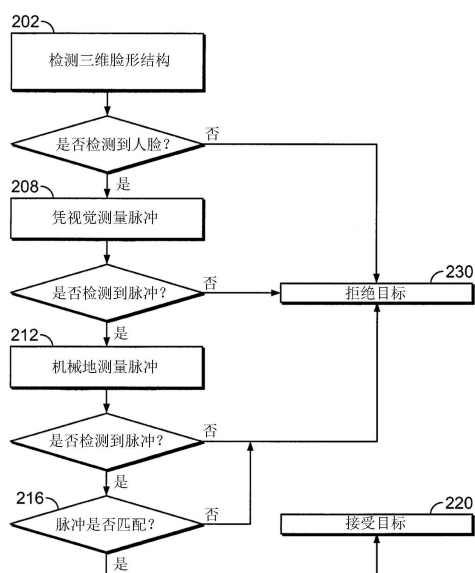 202
检测三维脸形结构
是否检测到人脸？
否
是
208
凭视觉测量脉冲
是否检测到脉冲？
否
230
拒绝目标
是
212
机械地测量脉冲
是否检测到脉冲？
否
是
216
脉冲是否匹配？
否
220
接受目标
是